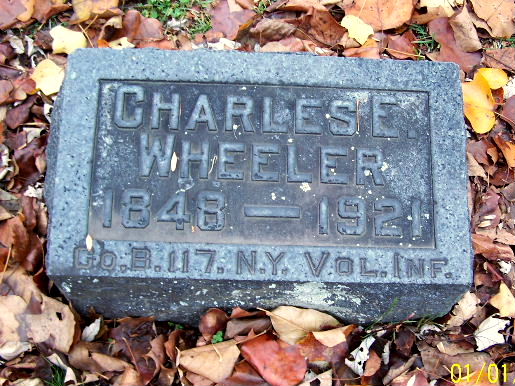 CHARLES E.
WHEELER
1848 — 1921
CO. B. 117. N.Y. VOL. INF.
01/01